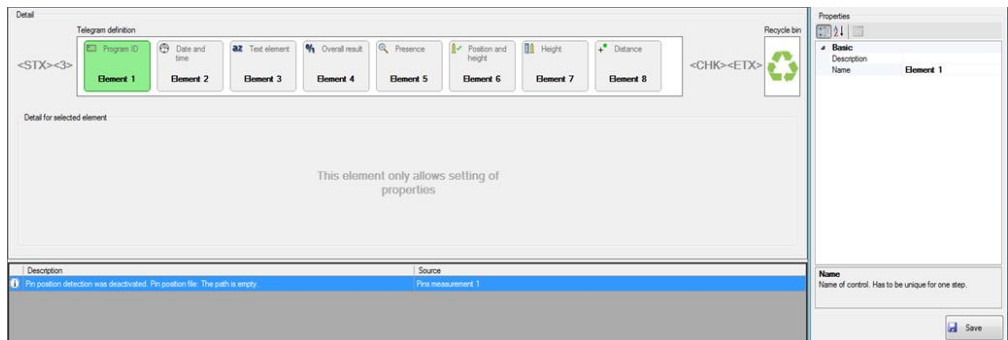 Detail
Telegram definition
Recycle bin
<STX><3>
Program ID
Element 1
Date and
time
Element 2
az Text element
Element 3
Overall result
Element 4
Presence
Element 5
Position and
height
Element 6
Height
Element 7
Distance
Element 8
<CHK><ETX>
Detail for selected element
This element only allows setting of
properties
Description Source
Pin position detection was deactivated. Pin position file: The path is empty. Pins measurement 1
Properties
Basic
Description
Name Element 1
Name
Name of control. Has to be unique for one step.
Save